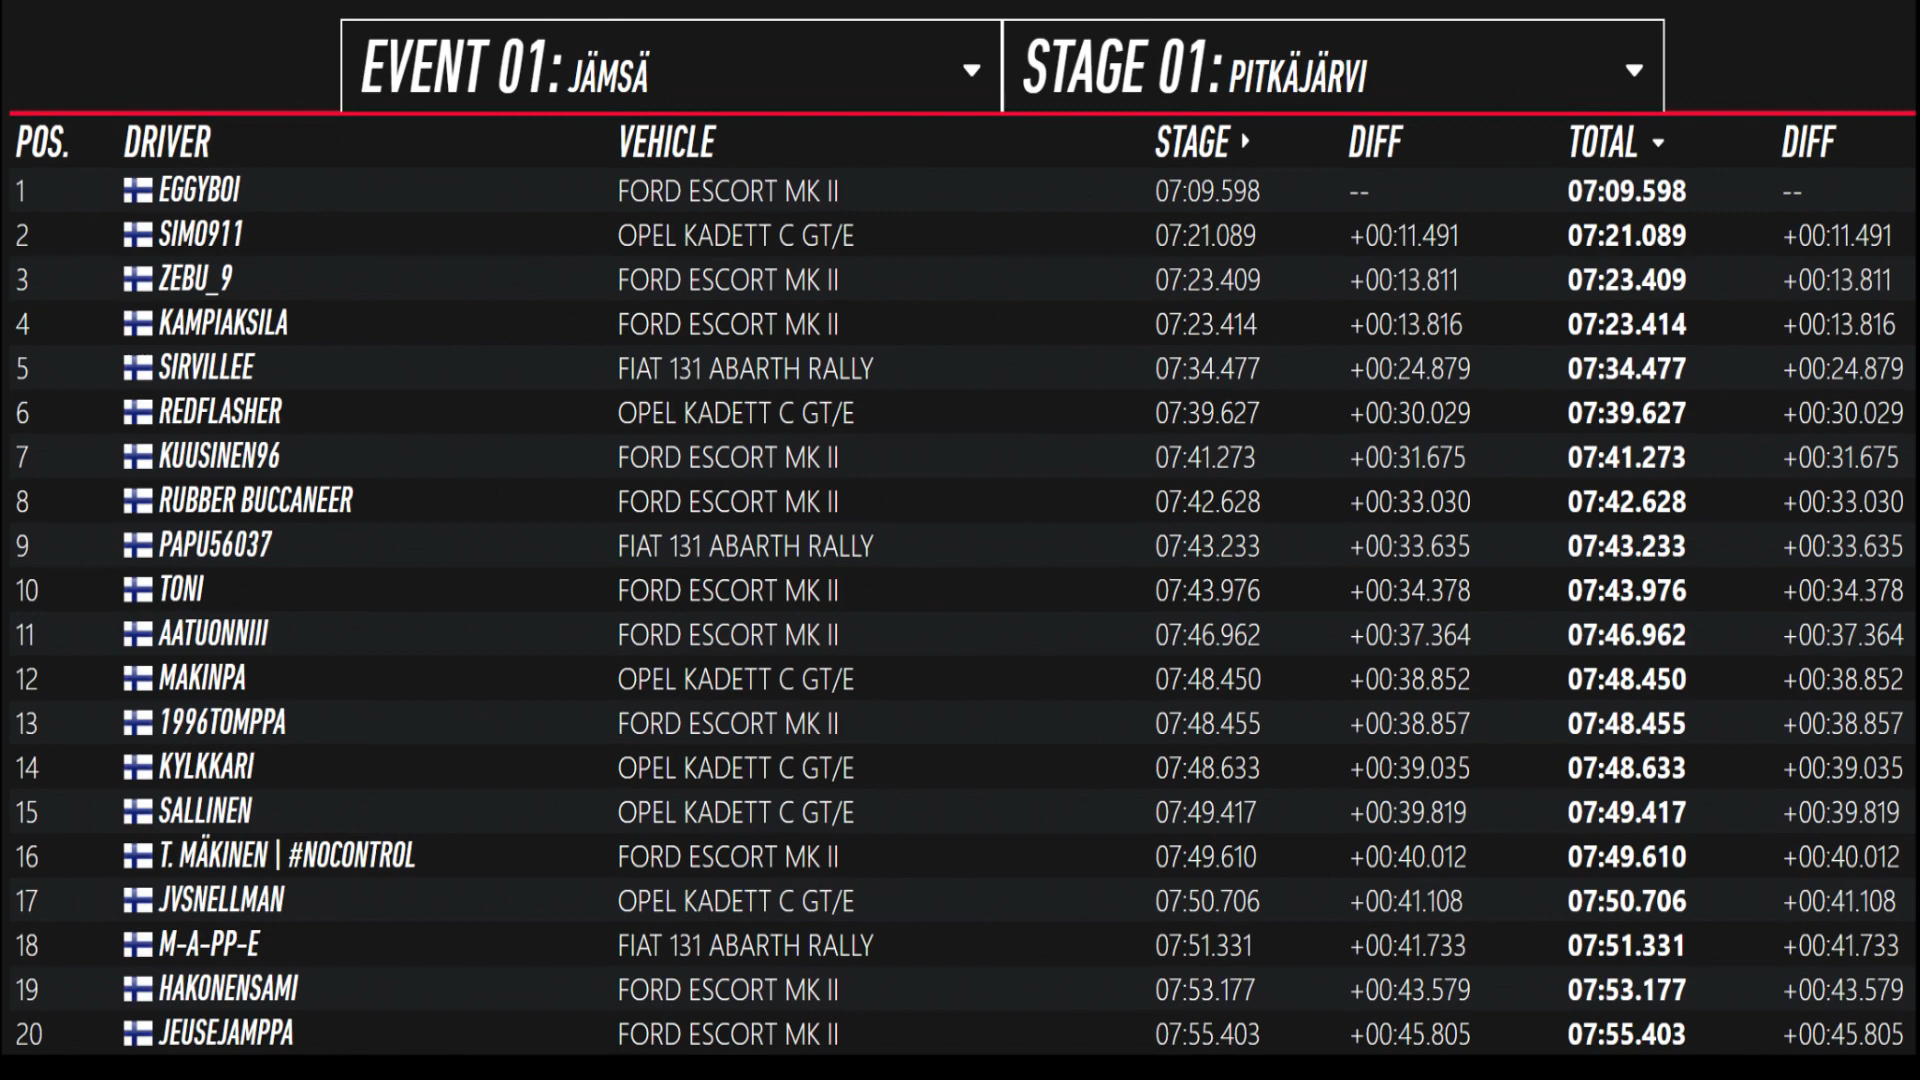 EVENT 01: JÄMSÄ STAGE 01: PITKÄJÄRVI
POS. DRIVER VEHICLE STAGE DIFF TOTAL DIFF
1 EGGYBOI FORD ESCORT MK II 07:09.598 -- 07:09.598 --
2 SIMO911 OPEL KADETT C GT/E 07:21.089 +00:11.491 07:21.089 +00:11.491
3 ZEBU_9 FORD ESCORT MK II 07:23.409 +00:13.811 07:23.409 +00:13.811
4 KAMPIAKSILA FORD ESCORT MK II 07:23.414 +00:13.816 07:23.414 +00:13.816
5 SIRVILLEE FIAT 131 ABARTH RALLY 07:34.477 +00:24.879 07:34.477 +00:24.879
6 REDFLASHER OPEL KADETT C GT/E 07:39.627 +00:30.029 07:39.627 +00:30.029
7 KUUSINEN96 FORD ESCORT MK II 07:41.273 +00:31.675 07:41.273 +00:31.675
8 RUBBER BUCCANEER FORD ESCORT MK II 07:42.628 +00:33.030 07:42.628 +00:33.030
9 PAPU56037 FIAT 131 ABARTH RALLY 07:43.233 +00:33.635 07:43.233 +00:33.635
10 TONI FORD ESCORT MK II 07:43.976 +00:34.378 07:43.976 +00:34.378
11 AATUONNIII FORD ESCORT MK II 07:46.962 +00:37.364 07:46.962 +00:37.364
12 MAKINPA OPEL KADETT C GT/E 07:48.450 +00:38.852 07:48.450 +00:38.852
13 1996TOMPPA FORD ESCORT MK II 07:48.455 +00:38.857 07:48.455 +00:38.857
14 KYLKKARI OPEL KADETT C GT/E 07:48.633 +00:39.035 07:48.633 +00:39.035
15 SALLINEN OPEL KADETT C GT/E 07:49.417 +00:39.819 07:49.417 +00:39.819
16 T. MÄKINEN | #NOCONTROL FORD ESCORT MK II 07:49.610 +00:40.012 07:49.610 +00:40.012
17 JVSNELLMAN OPEL KADETT C GT/E 07:50.706 +00:41.108 07:50.706 +00:41.108
18 M-A-PP-E FIAT 131 ABARTH RALLY 07:51.331 +00:41.733 07:51.331 +00:41.733
19 HAKONENSAMI FORD ESCORT MK II 07:53.177 +00:43.579 07:53.177 +00:43.579
20 JEUSEJAMPPA FORD ESCORT MK II 07:55.403 +00:45.805 07:55.403 +00:45.805